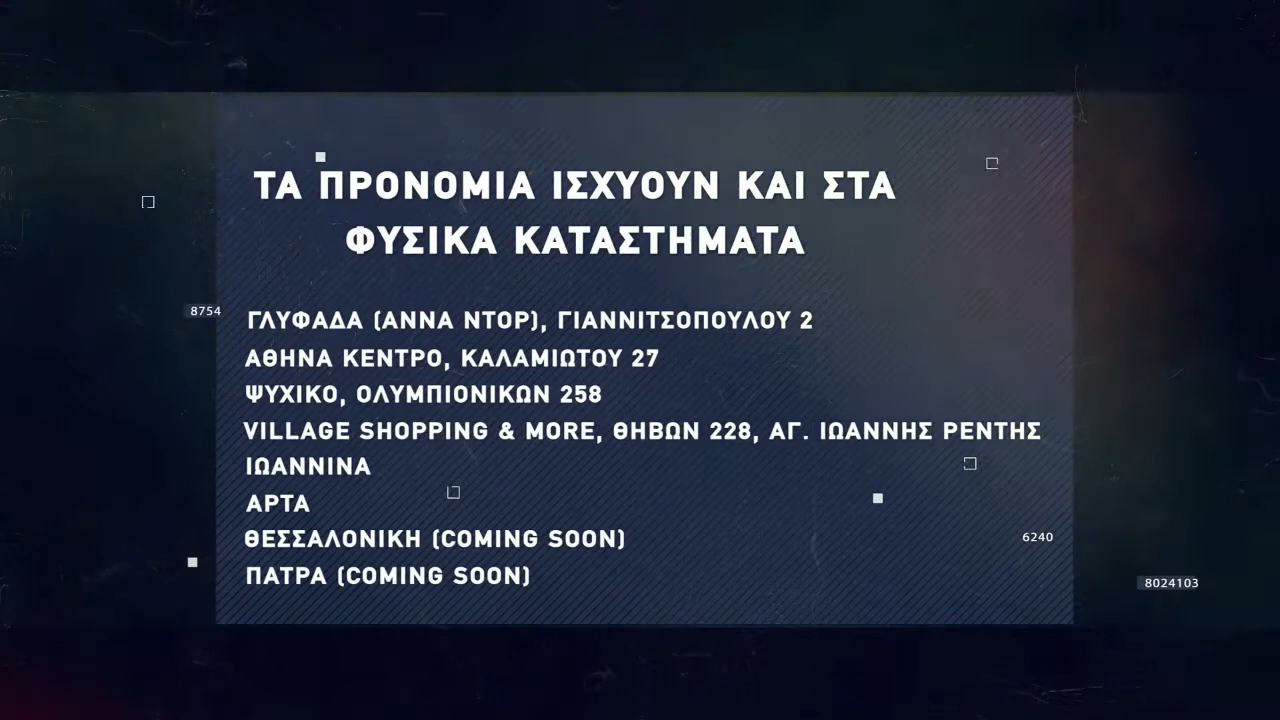 ΤΑ ΠΡΟΝΟΜΙΑ ΙΣΧΥΟΥΝ ΚΑΙ ΣΤΑ
ΦΥΣΙΚΑ ΚΑΤΑΣΤΗΜΑΤΑ
8754
ΓΛΥΦΑΔΑ (ΑΝΝΑ ΝΤΟΡ), ΓΙΑΝΝΙΤΣΟΠΟΥΛΟΥ 2
ΑΘΗΝΑ ΚΕΝΤΡΟ, ΚΑΛΑΜΙΩΤΟΥ 27
ΨΥΧΙΚΟ, ΟΛΥΜΠΙΟΝΙΚΩΝ 258
VILLAGE SHOPPING & MORE, ΘΗΒΩΝ 228, ΑΓ. ΙΩΑΝΝΗΣ ΡΕΝΤΗΣ
ΙΩΑΝΝΙΝΑ
ΑΡΤΑ
ΘΕΣΣΑΛΟΝΙΚΗ (COMING SOON)
6240
ΠΑΤΡΑ (COMING SOON)
8024103